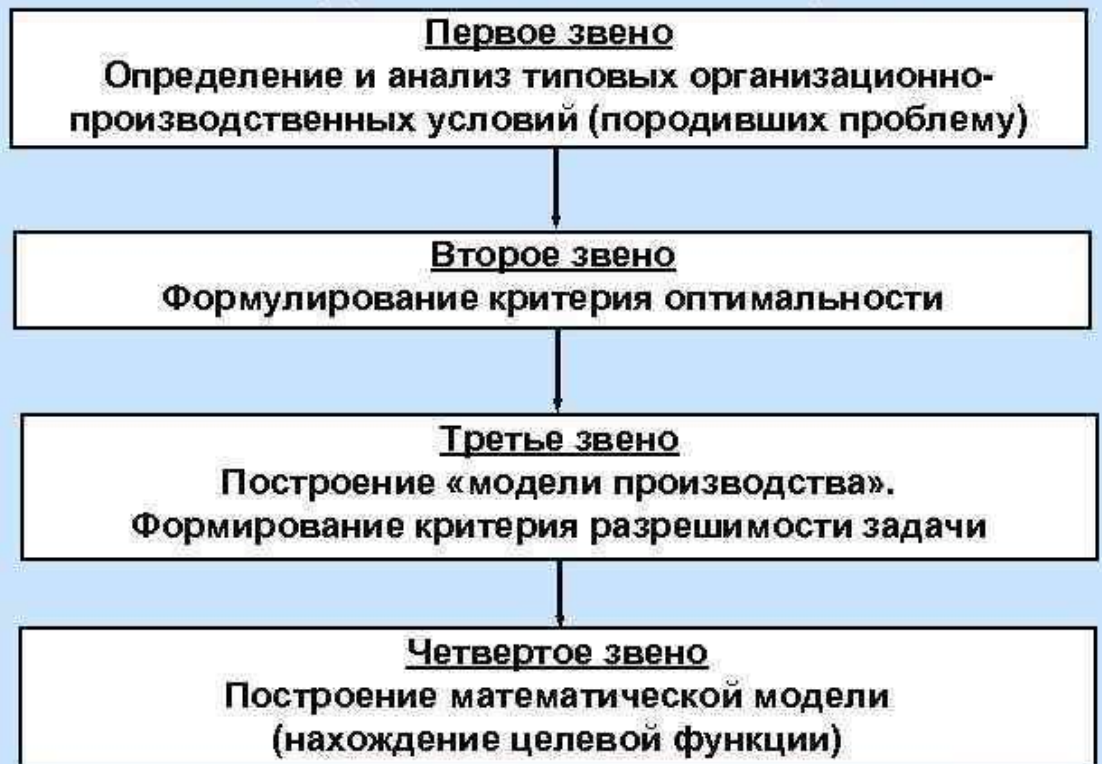 Первое звено
Определение и анализ типовых организационно-
производственных условий (породивших проблему)
Второе звено
Формулирование критерия оптимальности
Третье звено
Построение «модели производства».
Формирование критерия разрешимости задачи
Четвертое звено
Построение математической модели
(нахождение целевой функции)